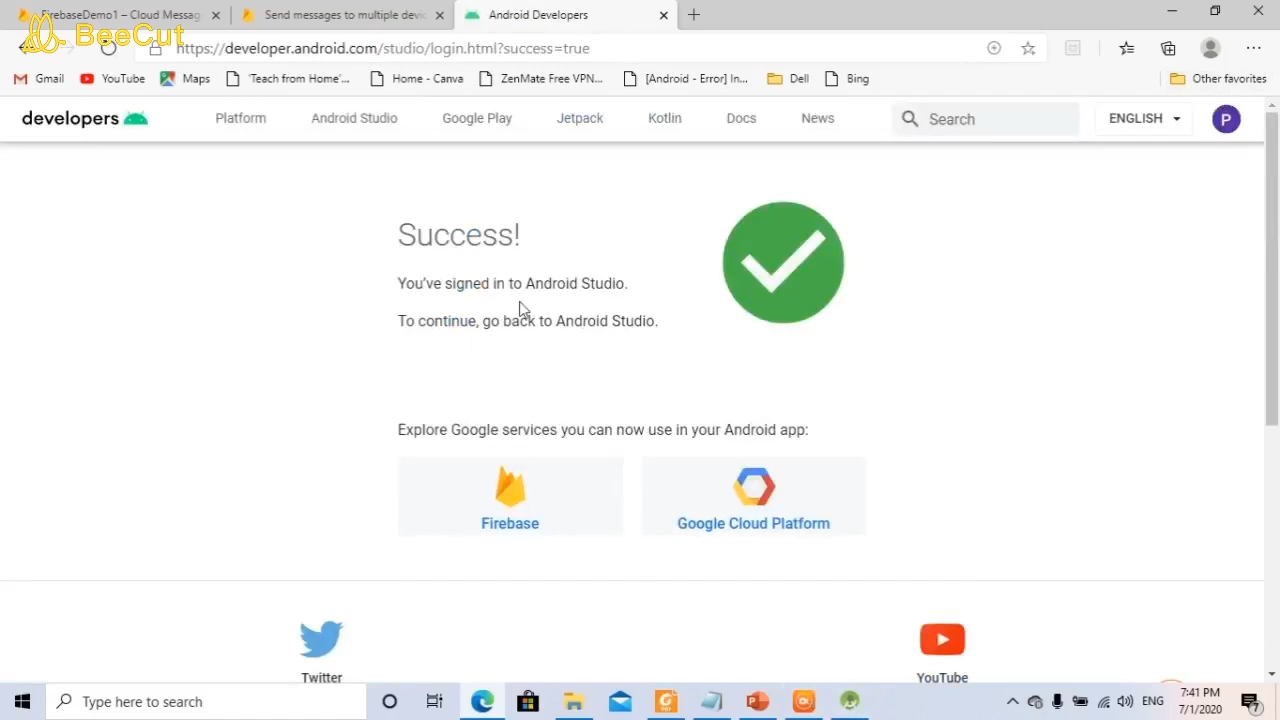 FirebaseDemo1 - Cloud Messag
Send messages to multiple devic
Android Developers
BeeCut
https://developer.android.com/studio/login.html?success=true
Gmail
YouTube
Maps
'Teach from Home'...
Home - Canva
ZenMate Free VPN...
[Android - Error] In...
Dell
Bing
Other favorites
developers
Platform
Android Studio
Google Play
Jetpack
Kotlin
Docs
News
Search
ENGLISH
P
Success!
You've signed in to Android Studio.
To continue, go back to Android Studio.
Explore Google services you can now use in your Android app:
Firebase
Google Cloud Platform
Twitter
YouTube
Type here to search
ENG
7:41 PM
7/1/2020
7